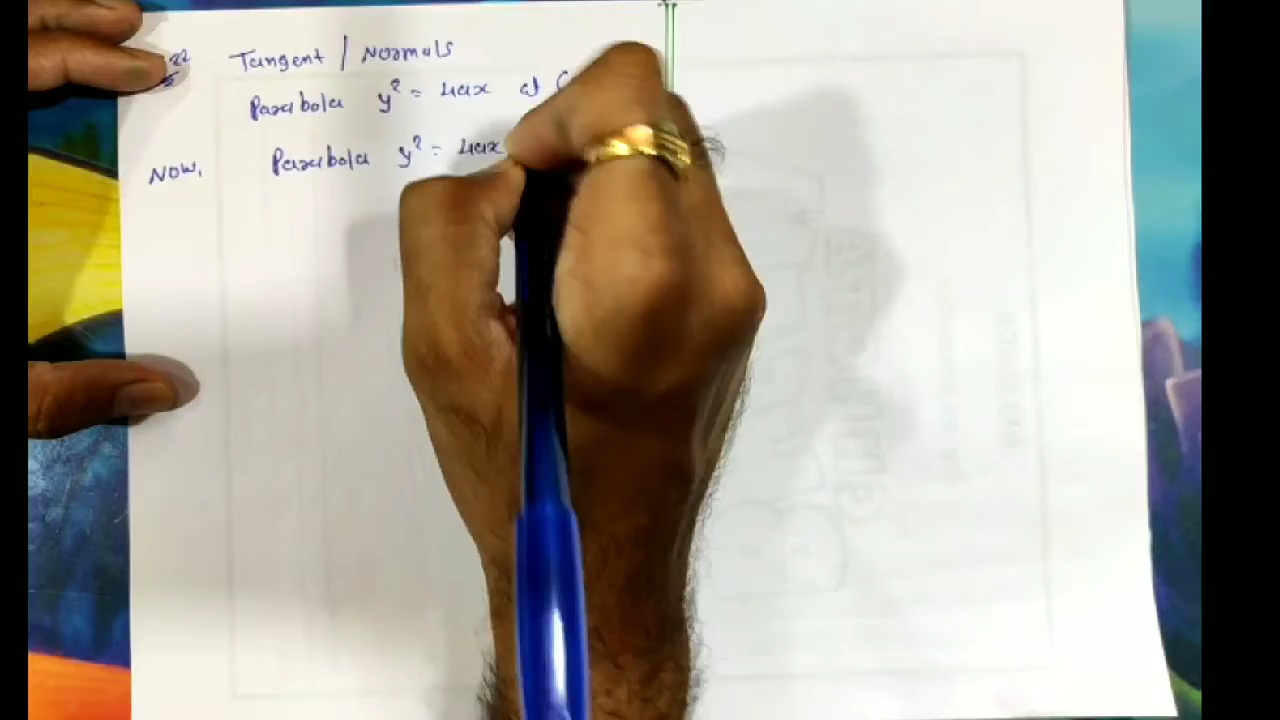 Tangent / Normals
Parabola y² = 4ax at (
Now, Parabola y² = 4ax